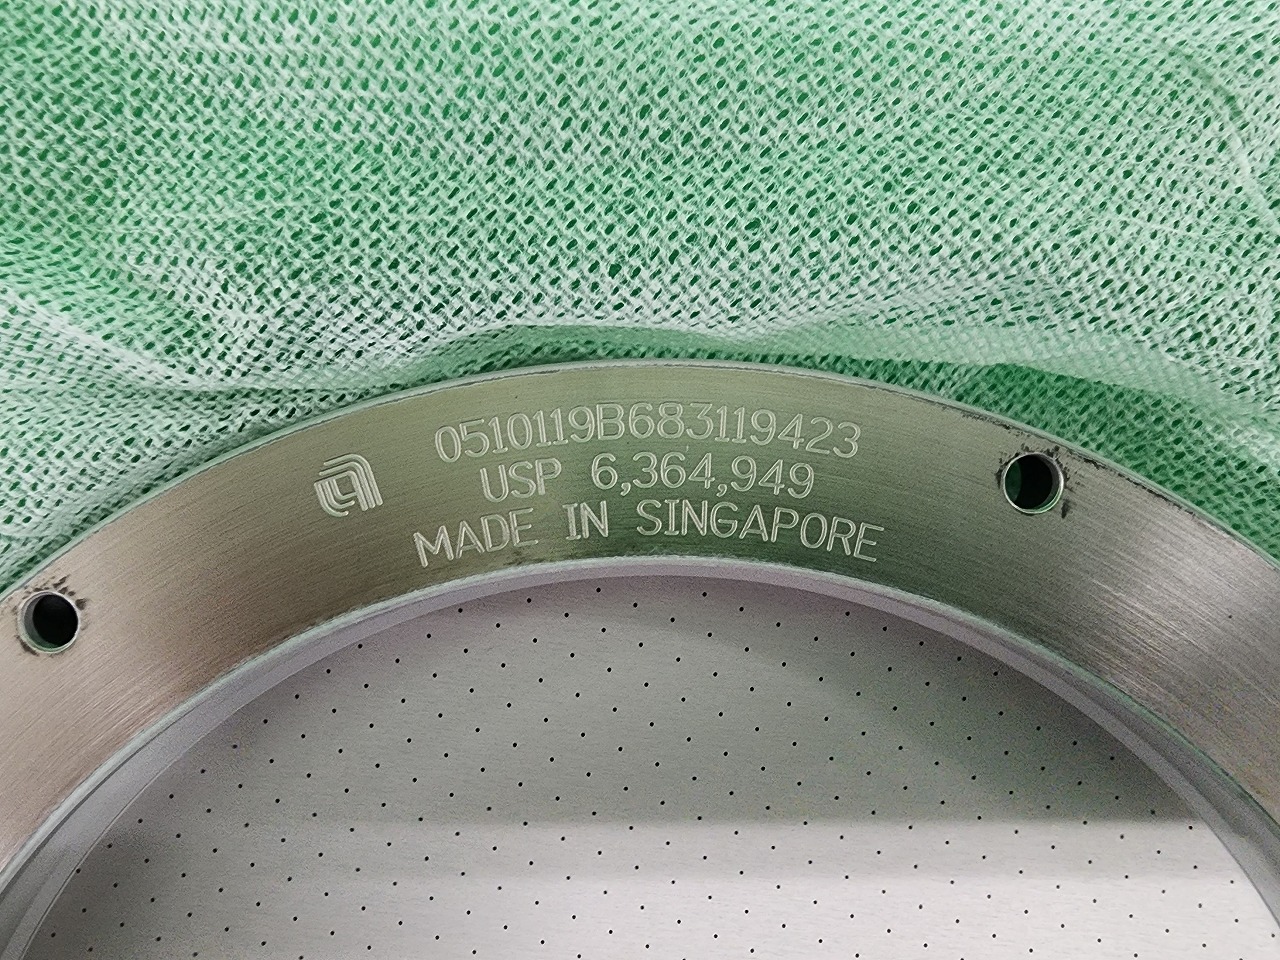 0510119B683119423
USP 6,364,949
MADE IN SINGAPORE